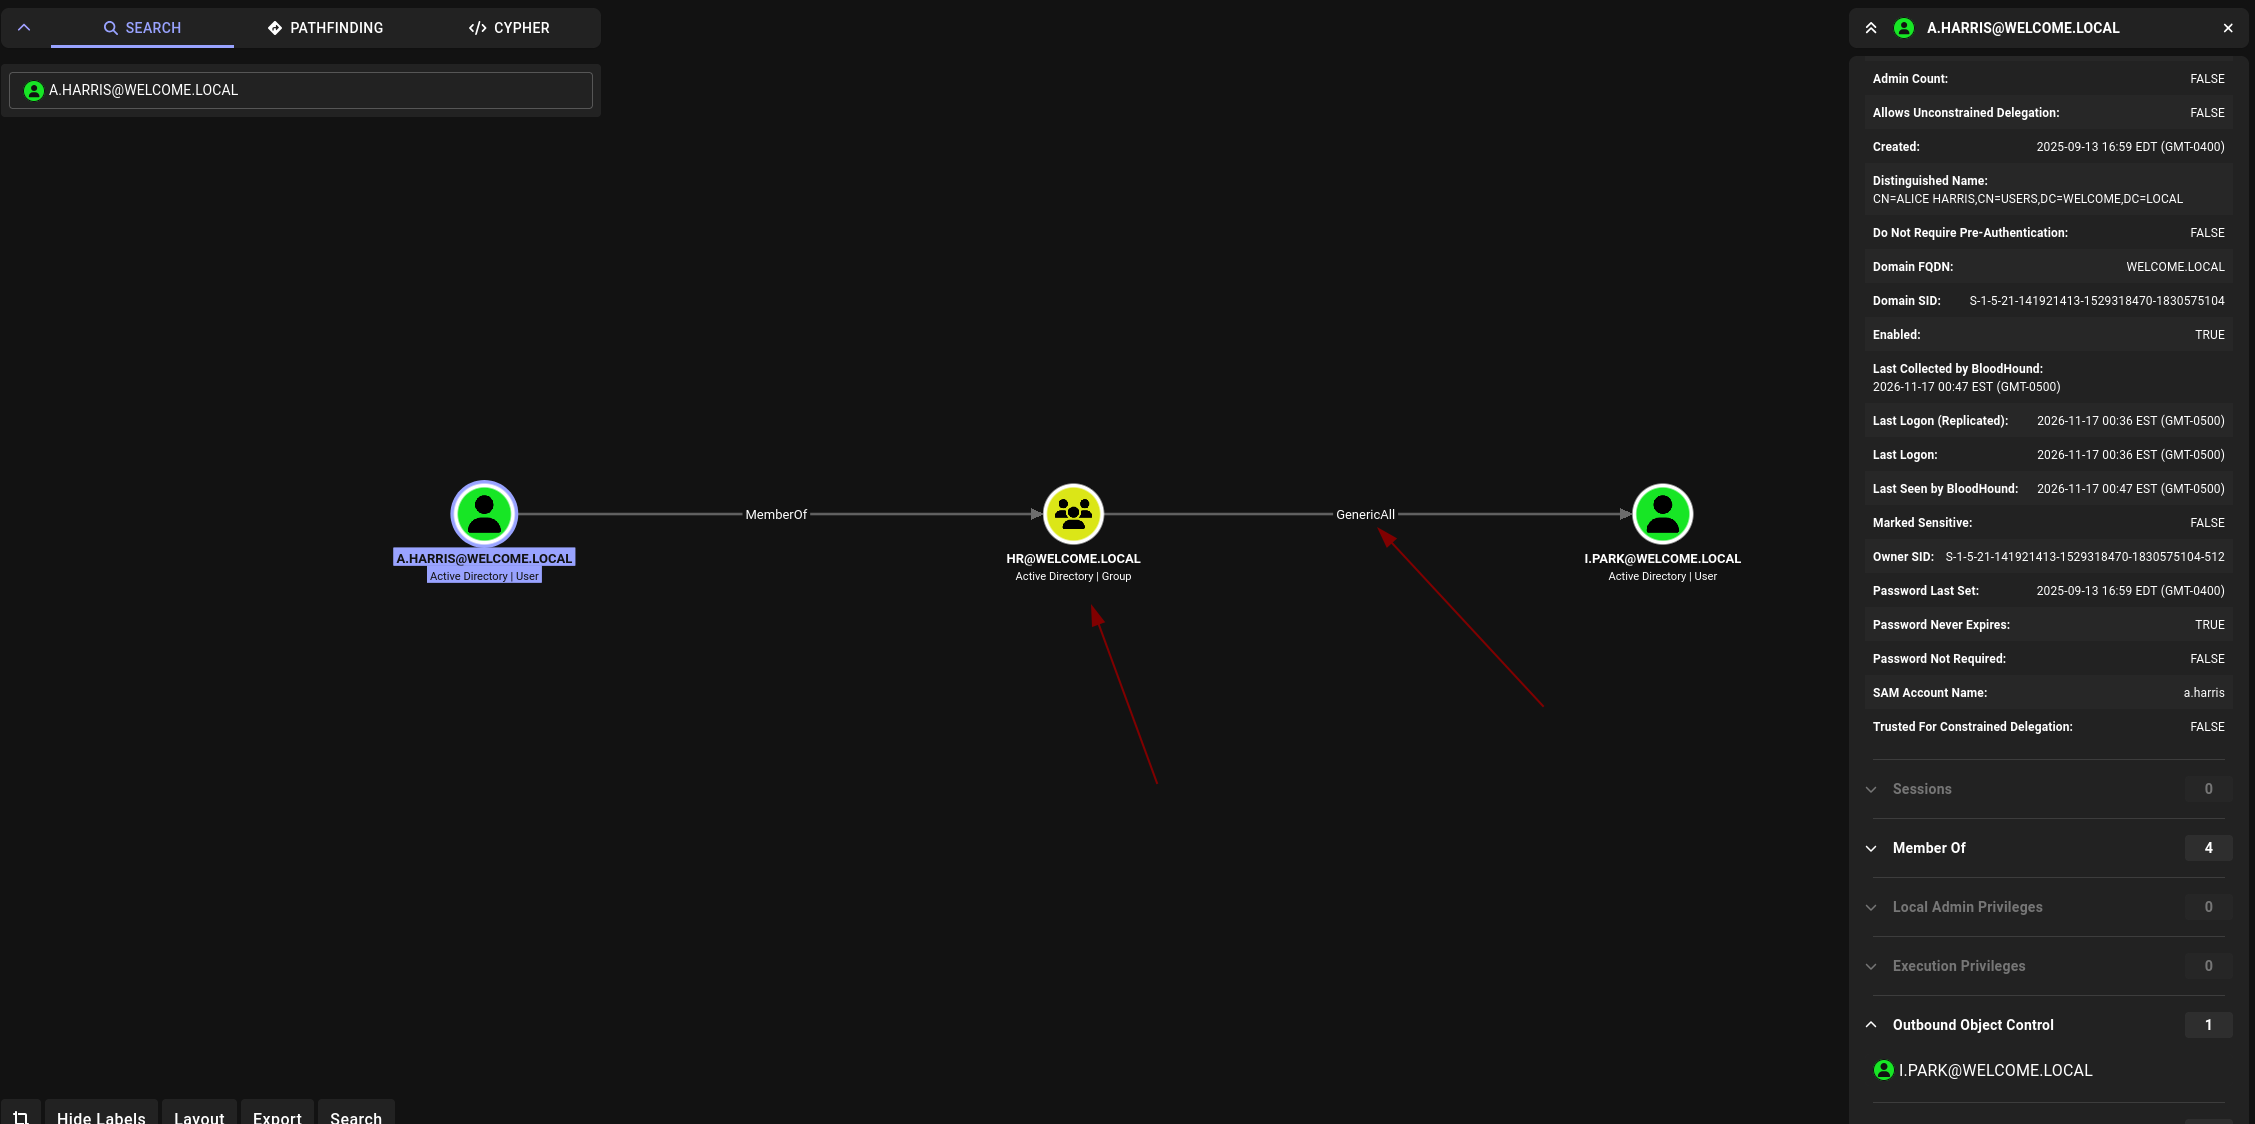 SEARCH
PATHFINDING
</> CYPHER
A.HARRIS@WELCOME.LOCAL
MemberOf
GenericAll
A.HARRIS@WELCOME.LOCAL
Active Directory | User
HR@WELCOME.LOCAL
Active Directory | Group
I.PARK@WELCOME.LOCAL
Active Directory | User
Hide Labels
Layout
Export
Search
A.HARRIS@WELCOME.LOCAL
Admin Count: FALSE
Allows Unconstrained Delegation: FALSE
Created: 2025-09-13 16:59 EDT (GMT-0400)
Distinguished Name:
CN=ALICE HARRIS,CN=USERS,DC=WELCOME,DC=LOCAL
Do Not Require Pre-Authentication: FALSE
Domain FQDN: WELCOME.LOCAL
Domain SID: S-1-5-21-141921413-1529318470-1830575104
Enabled: TRUE
Last Collected by BloodHound:
2026-11-17 00:47 EST (GMT-0500)
Last Logon (Replicated): 2026-11-17 00:36 EST (GMT-0500)
Last Logon: 2026-11-17 00:36 EST (GMT-0500)
Last Seen by BloodHound: 2026-11-17 00:47 EST (GMT-0500)
Marked Sensitive: FALSE
Owner SID: S-1-5-21-141921413-1529318470-1830575104-512
Password Last Set: 2025-09-13 16:59 EDT (GMT-0400)
Password Never Expires: TRUE
Password Not Required: FALSE
SAM Account Name: a.harris
Trusted For Constrained Delegation: FALSE
Sessions 0
Member Of 4
Local Admin Privileges 0
Execution Privileges 0
Outbound Object Control 1
I.PARK@WELCOME.LOCAL